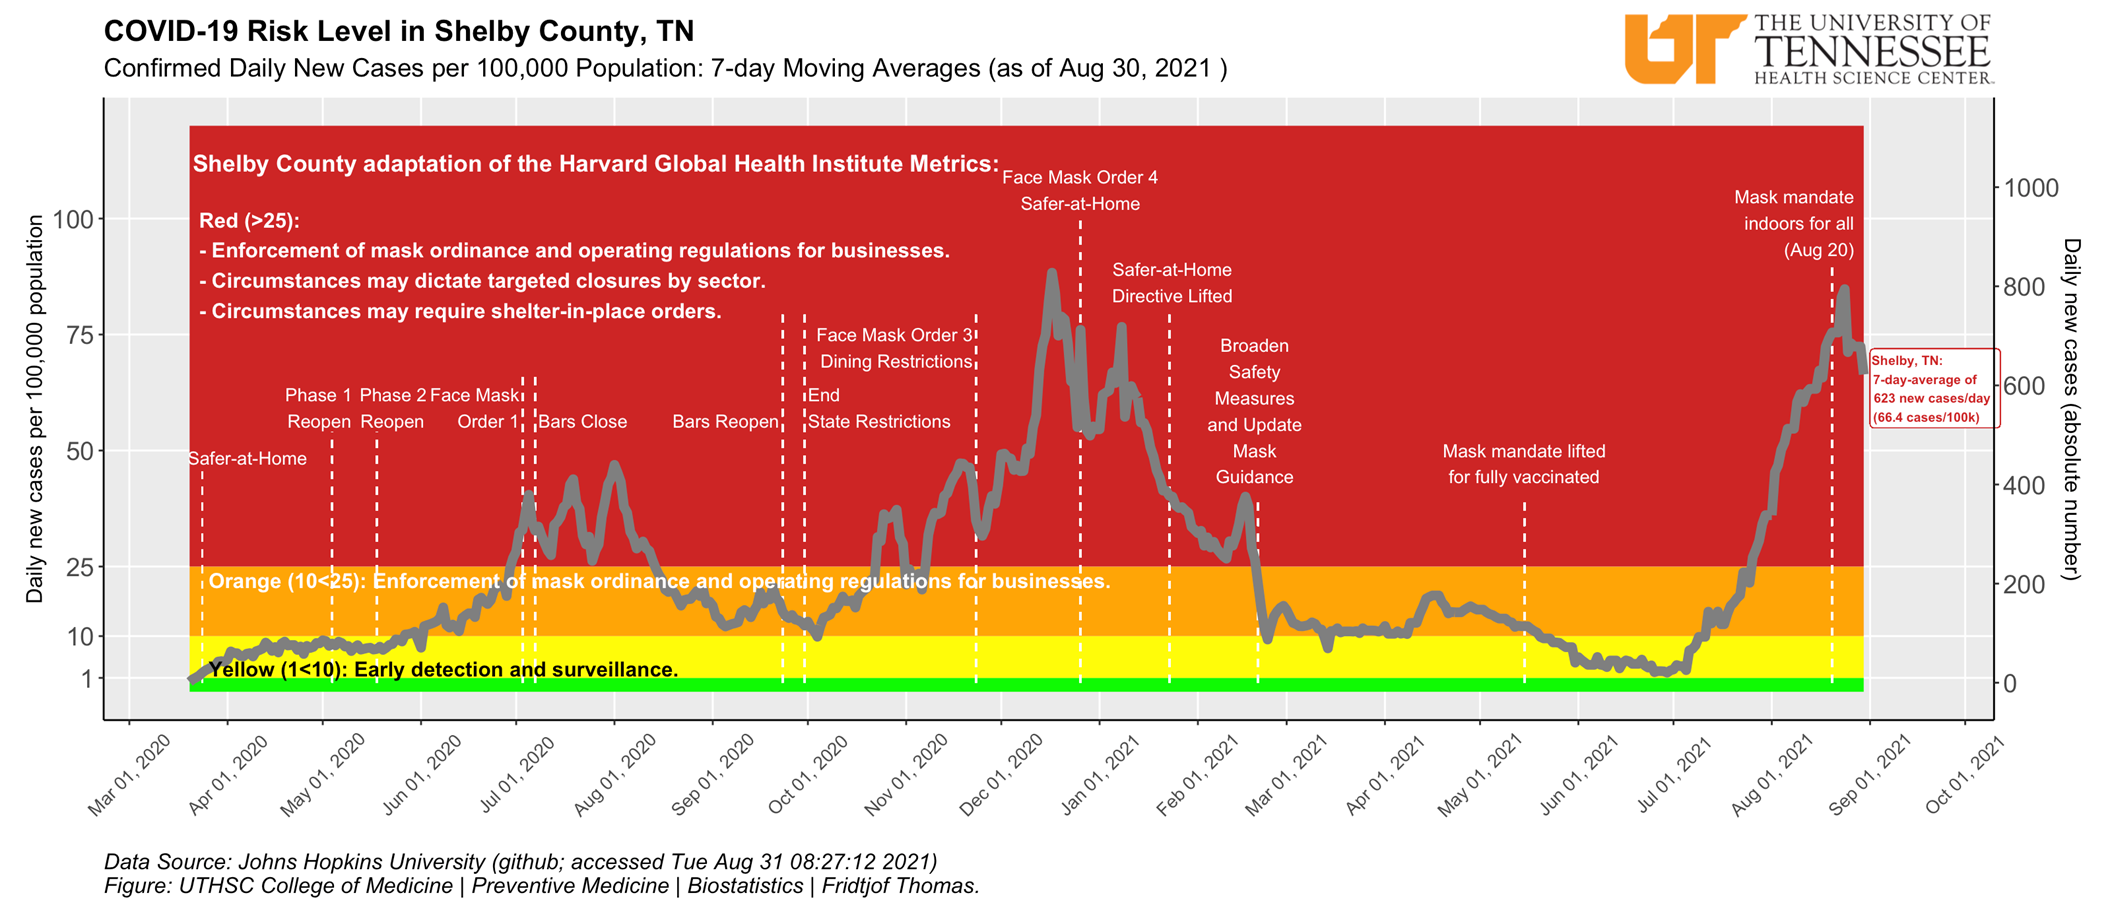 COVID-19 Risk Level in Shelby County, TN
Confirmed Daily New Cases per 100,000 Population: 7-day Moving Averages (as of Aug 30, 2021 )
UT
THE UNIVERSITY OF
TENNESSEE
HEALTH SCIENCE CENTER
Daily new cases per 100,000 population
100
75
50
25
10
1
Shelby County adaptation of the Harvard Global Health Institute Metrics:
Red (>25):
- Enforcement of mask ordinance and operating regulations for businesses.
- Circumstances may dictate targeted closures by sector.
- Circumstances may require shelter-in-place orders.
Safer-at-Home
Phase 1
Reopen
Phase 2
Reopen
Face Mask
Order 1
Bars Close
Bars Reopen
End
State Restrictions
Face Mask Order 3
Dining Restrictions
Face Mask Order 4
Safer-at-Home
Safer-at-Home
Directive Lifted
Broaden
Safety
Measures
and Update
Mask
Guidance
Mask mandate lifted
for fully vaccinated
Mask mandate
indoors for all
(Aug 20)
Shelby, TN:
7-day-average of
623 new cases/day
(66.4 cases/100k)
Orange (10<25): Enforcement of mask ordinance and operating regulations for businesses.
Yellow (1<10): Early detection and surveillance.
1000
800
600
400
200
0
Daily new cases (absolute number)
Mar 01, 2020
Apr 01, 2020
May 01, 2020
Jun 01, 2020
Jul 01, 2020
Aug 01, 2020
Sep 01, 2020
Oct 01, 2020
Nov 01, 2020
Dec 01, 2020
Jan 01, 2021
Feb 01, 2021
Mar 01, 2021
Apr 01, 2021
May 01, 2021
Jun 01, 2021
Jul 01, 2021
Aug 01, 2021
Sep 01, 2021
Oct 01, 2021
Data Source: Johns Hopkins University (github; accessed Tue Aug 31 08:27:12 2021)
Figure: UTHSC College of Medicine | Preventive Medicine | Biostatistics | Fridtjof Thomas.